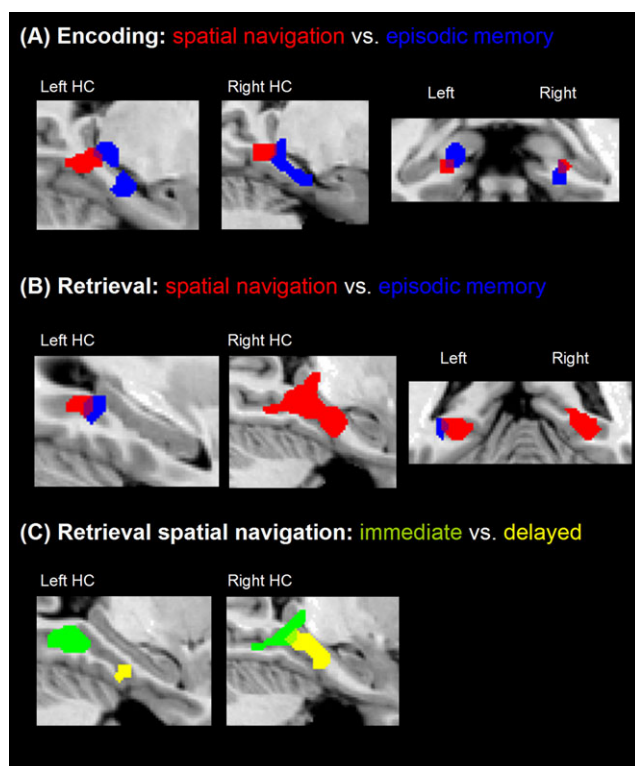 (A) Encoding: spatial navigation vs. episodic memory
Left HC
Right HC
Left
Right
(B) Retrieval: spatial navigation vs. episodic memory
Left HC
Right HC
Left
Right
(C) Retrieval spatial navigation: immediate vs. delayed
Left HC
Right HC